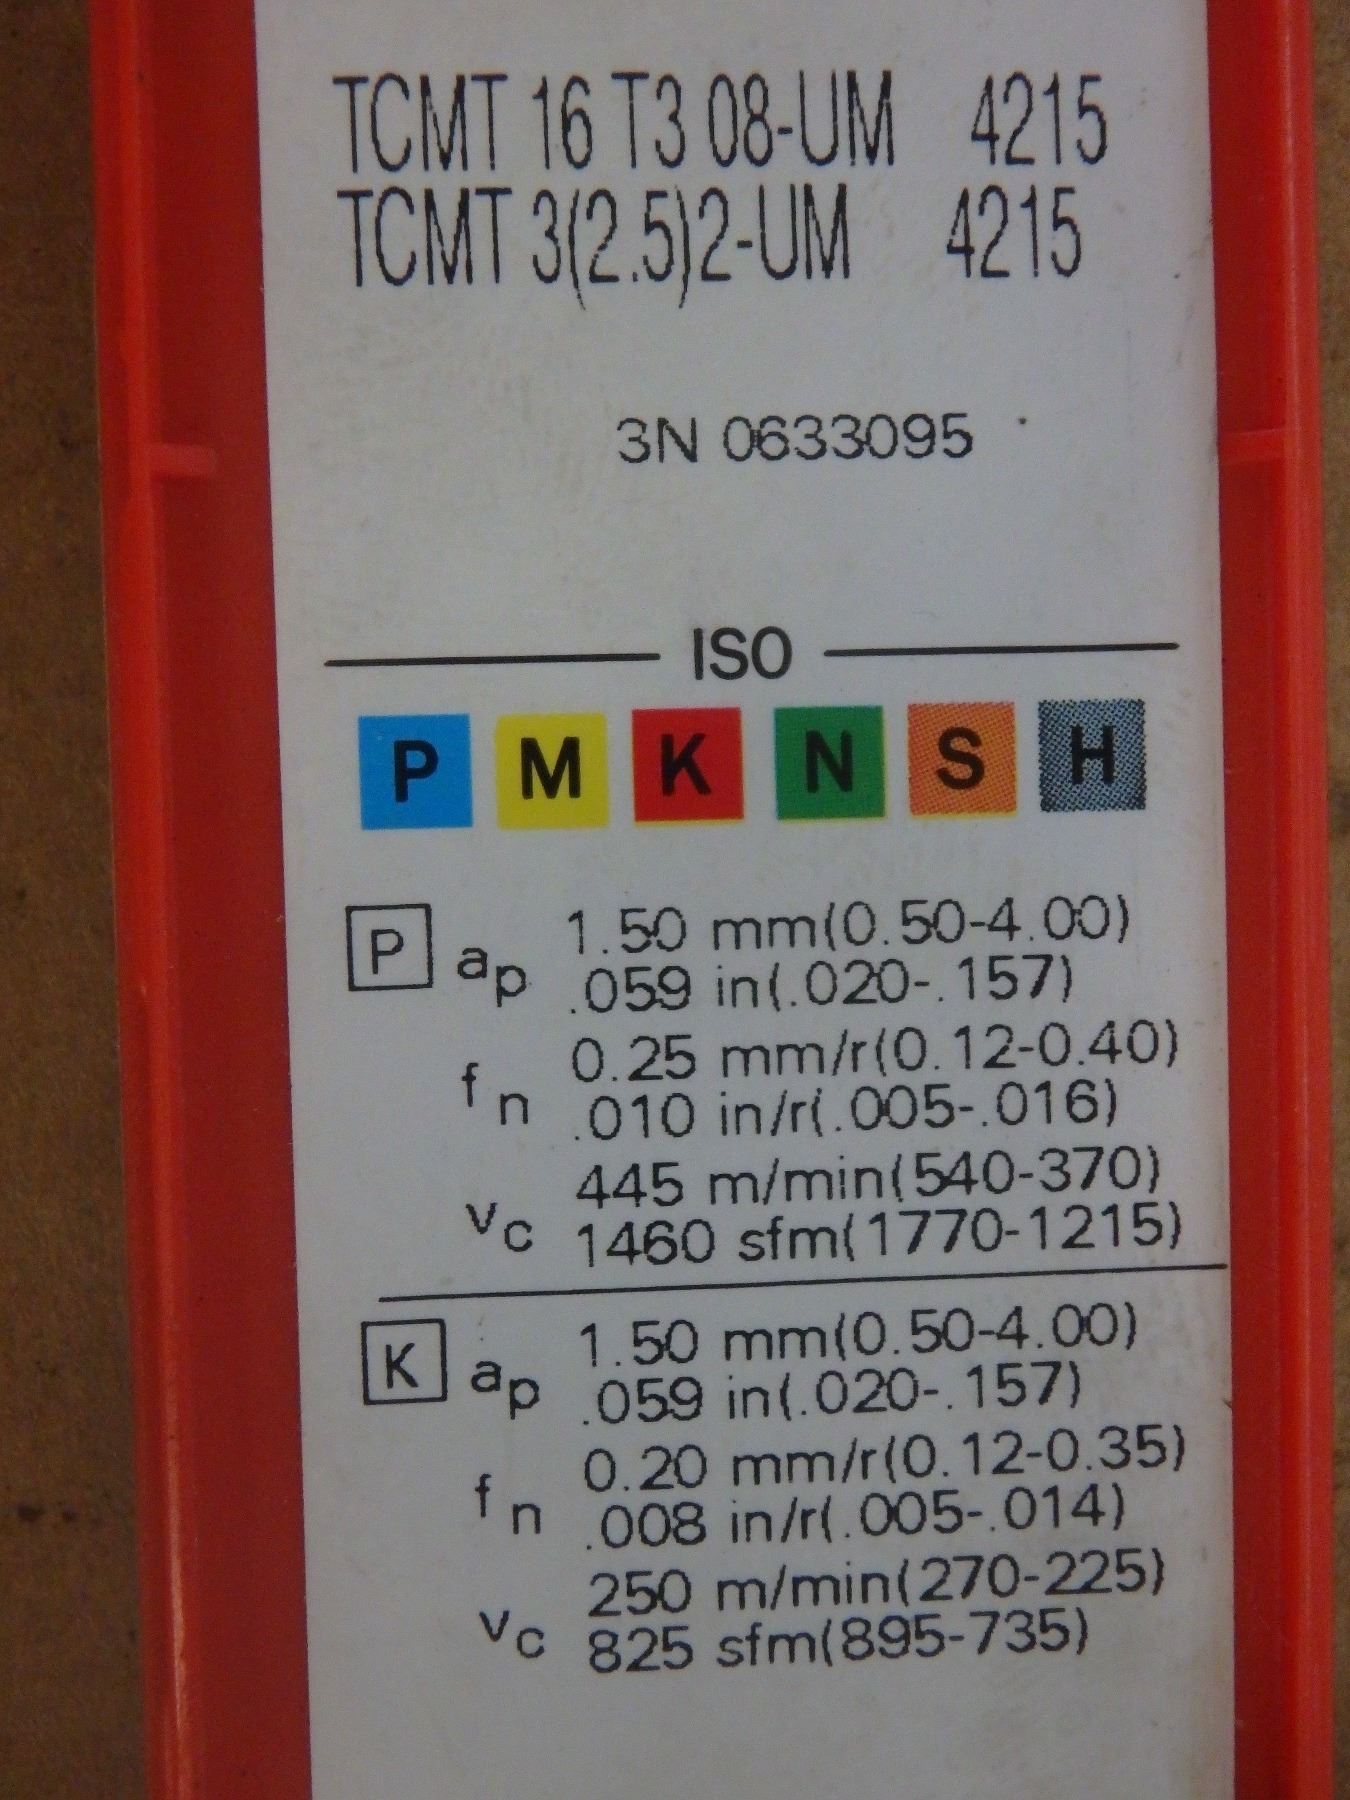 TCMT 16 T3 08-UM 4215
TCMT 3(2.5)2-UM 4215
3N 0633095
ISO
P M K N S H
P ap 1.50 mm(0.50-4.00)
.059 in(.020-.157)
fn 0.25 mm/r(0.12-0.40)
.010 in/r(.005-.016)
vc 445 m/min(540-370)
1460 sfm(1770-1215)
K ap 1.50 mm(0.50-4.00)
.059 in(.020-.157)
fn 0.20 mm/r(0.12-0.35)
.008 in/r(.005-.014)
vc 250 m/min(270-225)
825 sfm(895-735)